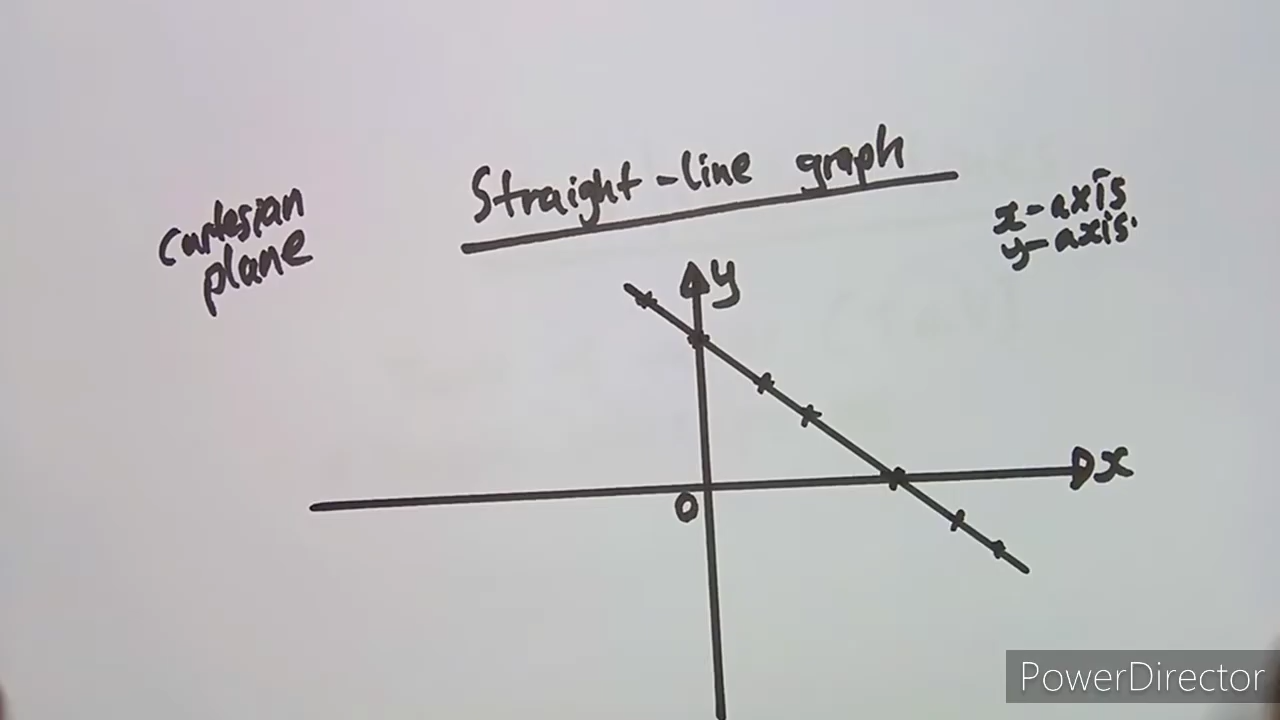 Straight-line graph
Cartesian
plane
x-axis
y-axis
y
x
0
PowerDirector